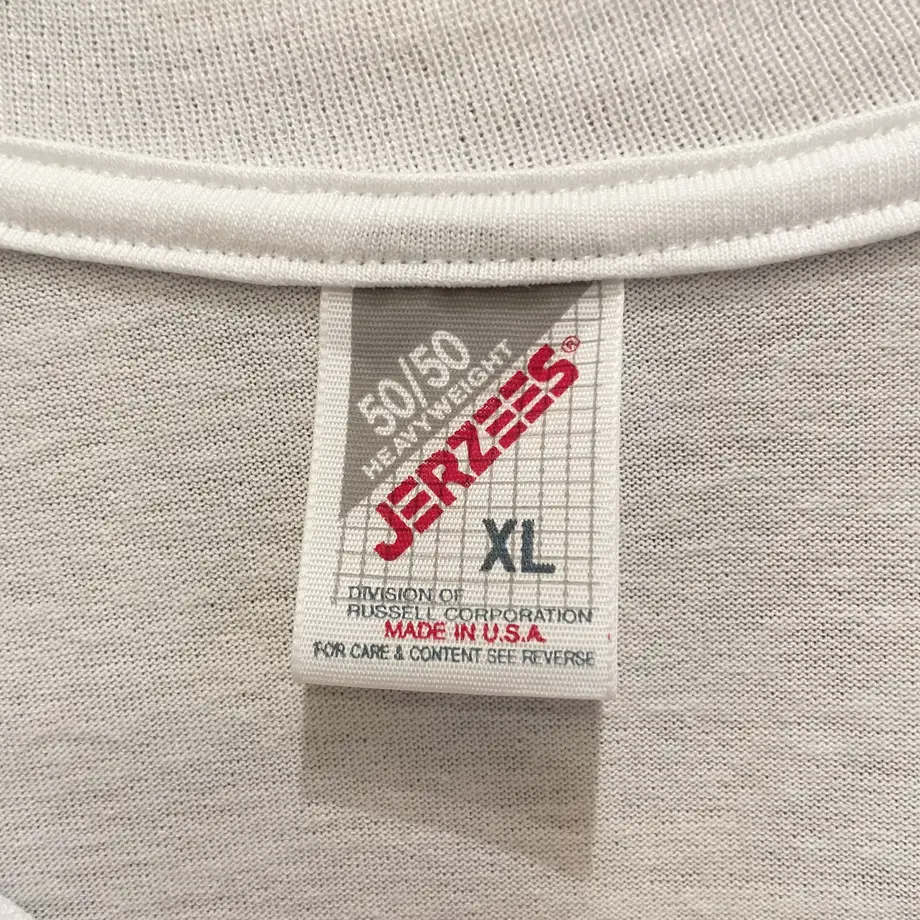 50/50
HEAVYWEIGHT
JERZEES®
XL
DIVISION OF
RUSSELL CORPORATION
MADE IN U.S.A.
FOR CARE & CONTENT SEE REVERSE